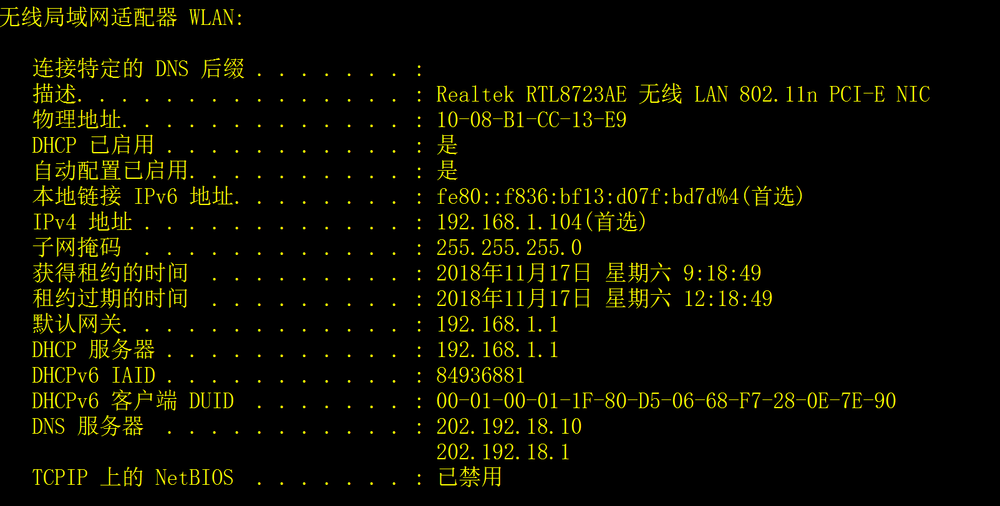 无线局域网适配器 WLAN:
连接特定的 DNS 后缀 . . . . . . . :
描述. . . . . . . . . . . . . . . : Realtek RTL8723AE 无线 LAN 802.11n PCI-E NIC
物理地址. . . . . . . . . . . . . : 10-08-B1-CC-13-E9
DHCP 已启用 . . . . . . . . . . . : 是
自动配置已启用. . . . . . . . . . : 是
本地链接 IPv6 地址. . . . . . . . : fe80::f836:bf13:d07f:bd7d%4(首选)
IPv4 地址 . . . . . . . . . . . . : 192.168.1.104(首选)
子网掩码  . . . . . . . . . . . . : 255.255.255.0
获得租约的时间  . . . . . . . . . : 2018年11月17日 星期六 9:18:49
租约过期的时间  . . . . . . . . . : 2018年11月17日 星期六 12:18:49
默认网关. . . . . . . . . . . . . : 192.168.1.1
DHCP 服务器 . . . . . . . . . . . : 192.168.1.1
DHCPv6 IAID . . . . . . . . . . . : 84936881
DHCPv6 客户端 DUID  . . . . . . . : 00-01-00-01-1F-80-D5-06-68-F7-28-0E-7E-90
DNS 服务器  . . . . . . . . . . . : 202.192.18.10
202.192.18.1
TCPIP 上的 NetBIOS  . . . . . . . : 已禁用